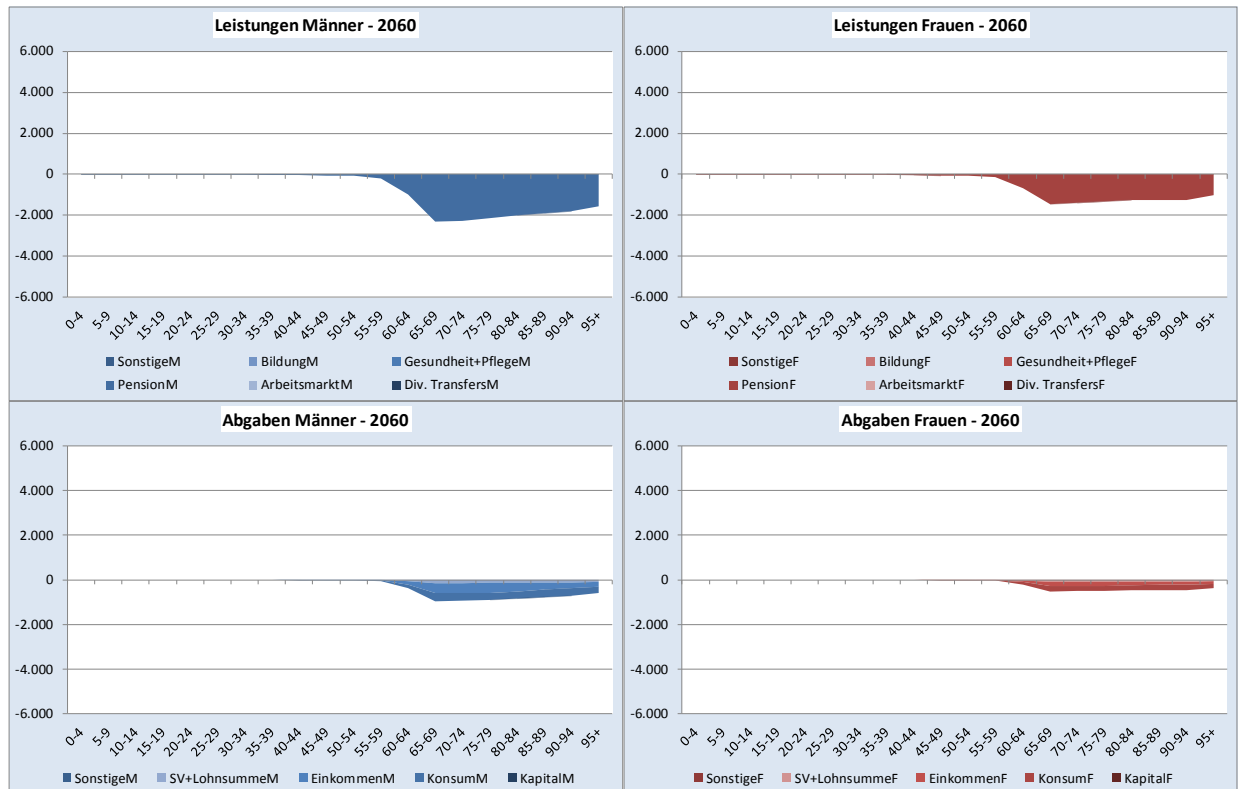 Leistungen Männer - 2060
6.000
4.000
2.000
0
-2.000
-4.000
-6.000
0-4 5-9 10-14 15-19 20-24 25-29 30-34 35-39 40-44 45-49 50-54 55-59 60-64 65-69 70-74 75-79 80-84 85-89 90-94 95+
SonstigeM BildungM Gesundheit+PflegeM
PensionM ArbeitsmarktM Div. TransfersM
Leistungen Frauen - 2060
6.000
4.000
2.000
0
-2.000
-4.000
-6.000
0-4 5-9 10-14 15-19 20-24 25-29 30-34 35-39 40-44 45-49 50-54 55-59 60-64 65-69 70-74 75-79 80-84 85-89 90-94 95+
SonstigeF BildungF Gesundheit+PflegeF
PensionF ArbeitsmarktF Div. TransfersF
Abgaben Männer - 2060
6.000
4.000
2.000
0
-2.000
-4.000
-6.000
0-4 5-9 10-14 15-19 20-24 25-29 30-34 35-39 40-44 45-49 50-54 55-59 60-64 65-69 70-74 75-79 80-84 85-89 90-94 95+
SonstigeM SV+LohnsummeM EinkommenM KonsumM KapitalM
Abgaben Frauen - 2060
6.000
4.000
2.000
0
-2.000
-4.000
-6.000
0-4 5-9 10-14 15-19 20-24 25-29 30-34 35-39 40-44 45-49 50-54 55-59 60-64 65-69 70-74 75-79 80-84 85-89 90-94 95+
SonstigeF SV+LohnsummeF EinkommenF KonsumF KapitalF